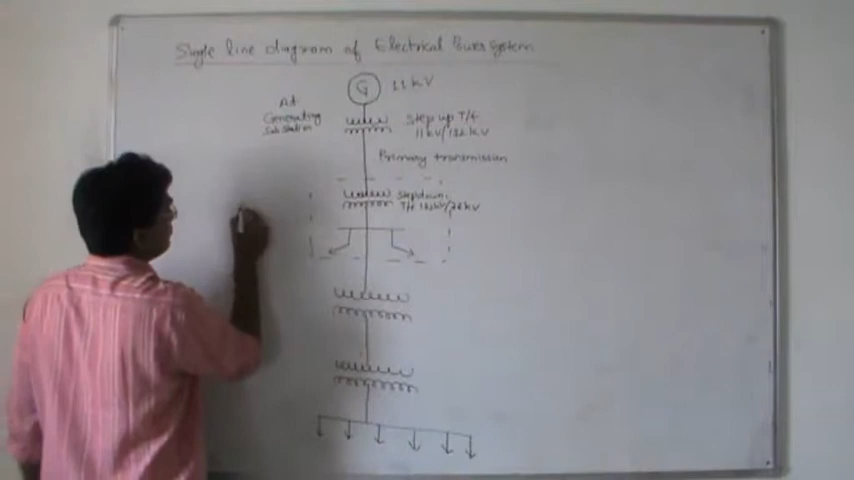 Single line diagram of Electrical Power System
G
11 kV
At
Generating
Substation
Step up T/f
11kV/132kV
Primary transmission
Stepdown
T/f 132kV/22kV